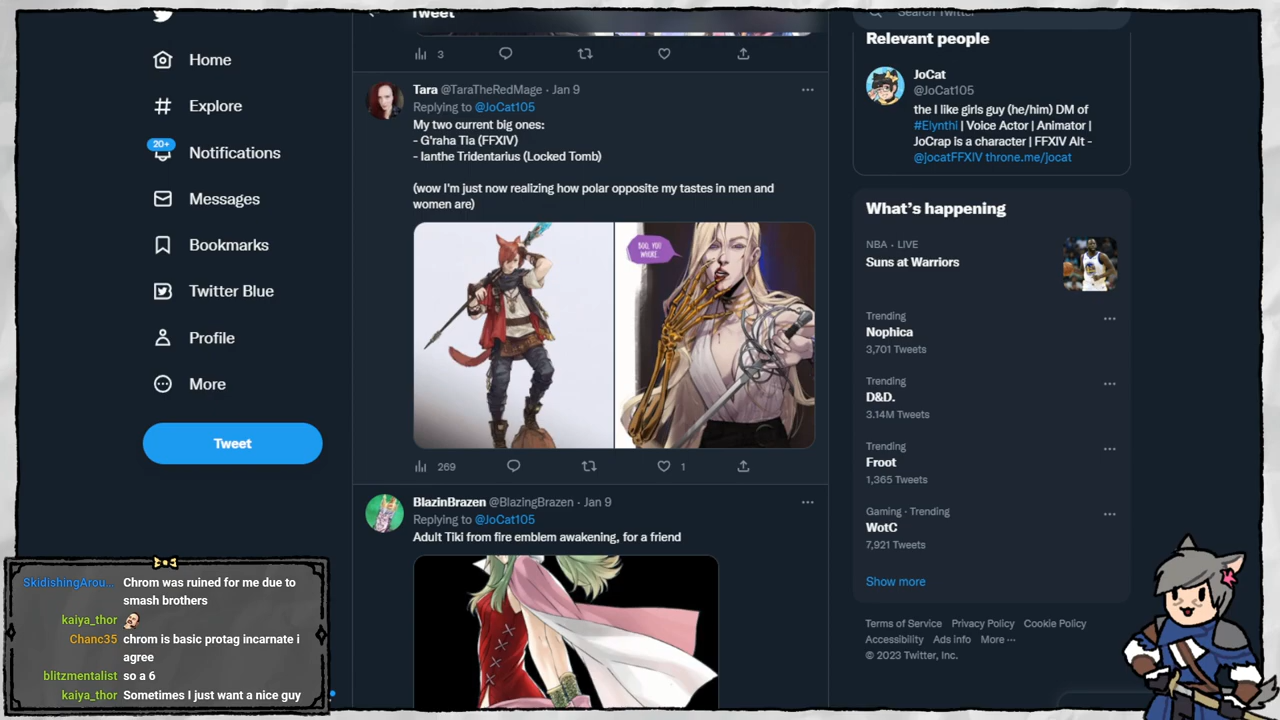 Home
Explore
20+
Notifications
Messages
Bookmarks
Twitter Blue
Profile
More
Tweet
Tweet
3
Tara @TaraTheRedMage · Jan 9
Replying to @JoCat105
My two current big ones:
- G'raha Tia (FFXIV)
- Ianthe Tridentarius (Locked Tomb)
(wow I'm just now realizing how polar opposite my tastes in men and
women are)
BOO, YOU
WHORE.
269
1
BlazinBrazen @BlazingBrazen · Jan 9
Replying to @JoCat105
Adult Tiki from fire emblem awakening, for a friend
Search Twitter
Relevant people
JoCat
@JoCat105
the I like girls guy (he/him) DM of
#Elynthi | Voice Actor | Animator |
JoCrap is a character | FFXIV Alt -
@jocatFFXIV throne.me/jocat
What's happening
NBA · LIVE
Suns at Warriors
Trending
Nophica
3,701 Tweets
Trending
D&D.
3.14M Tweets
Trending
Froot
1,365 Tweets
Gaming · Trending
WotC
7,921 Tweets
Show more
Terms of Service Privacy Policy Cookie Policy
Accessibility Ads info More ···
© 2023 Twitter, Inc.
SkidishingArou... Chrom was ruined for me due to
smash brothers
kaiya_thor
Chanc35 chrom is basic protag incarnate i
agree
blitzmentalist so a 6
kaiya_thor Sometimes I just want a nice guy